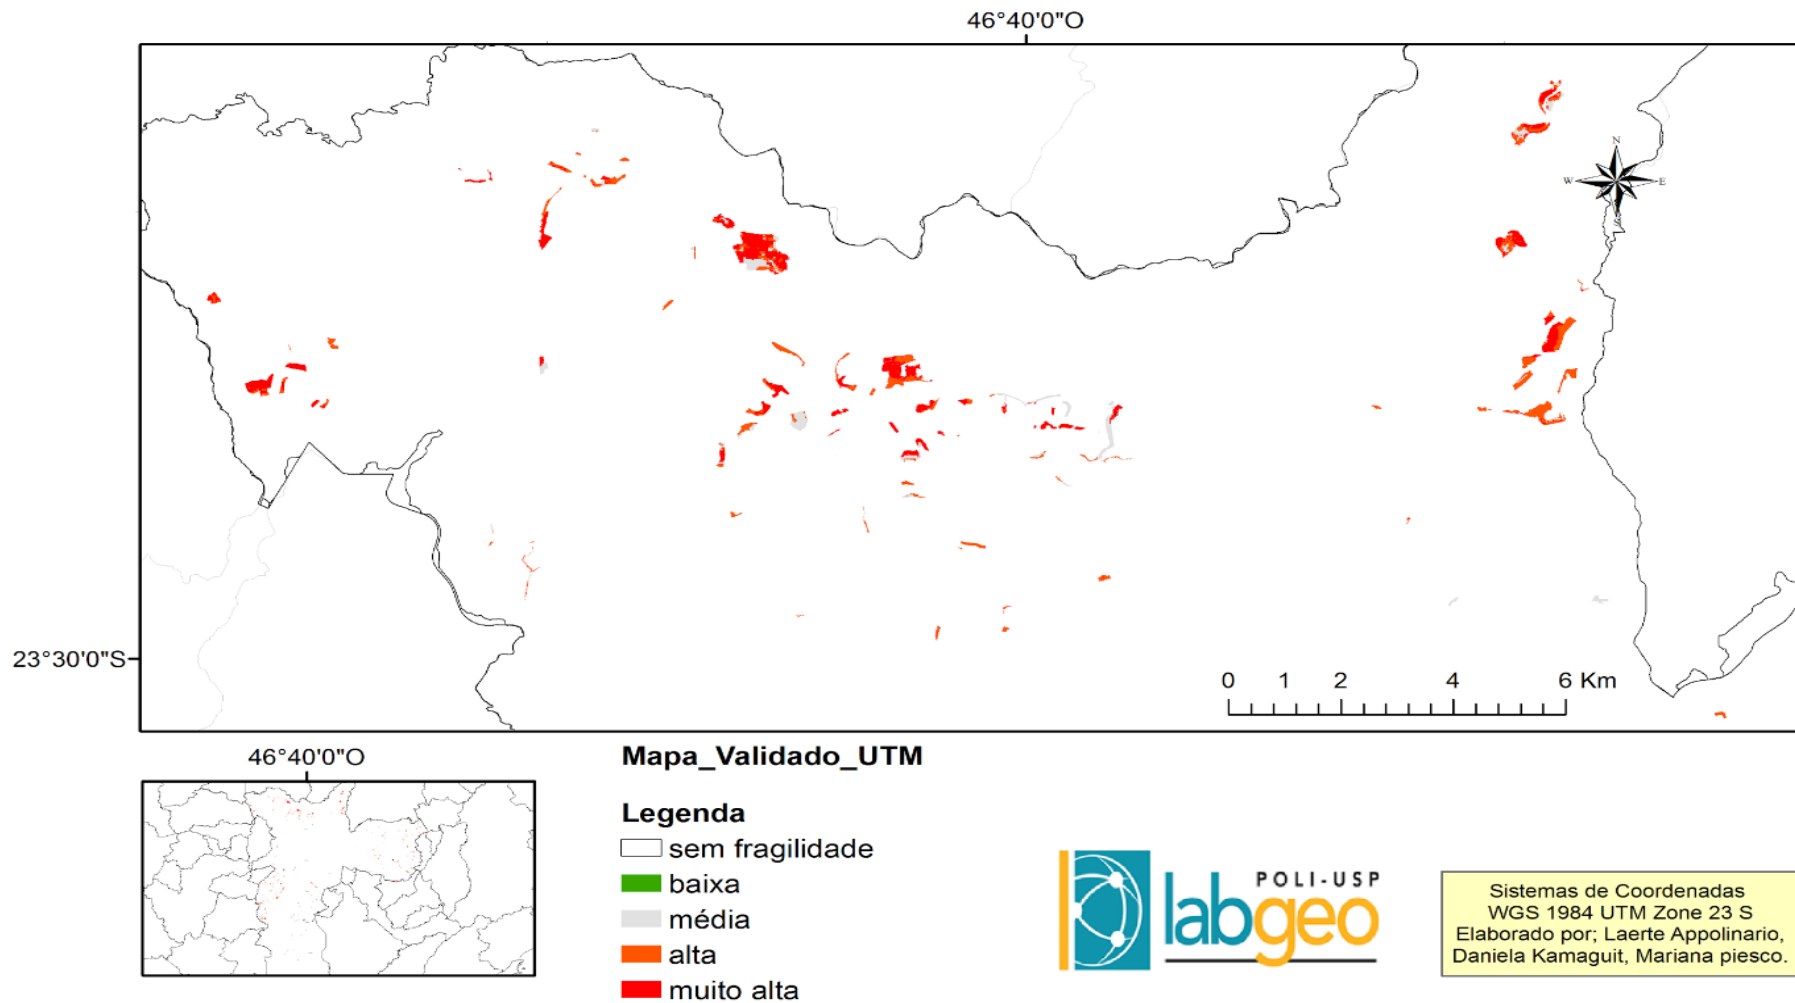 46°40'0"O
N
W
E
S
23°30'0"S
0 1 2 4 6 Km
46°40'0"O
Mapa_Validado_UTM
Legenda
sem fragilidade
baixa
média
alta
muito alta
POLI-USP
labgeo
Sistemas de Coordenadas
WGS 1984 UTM Zone 23 S
Elaborado por; Laerte Appolinario,
Daniela Kamaguit, Mariana piesco.